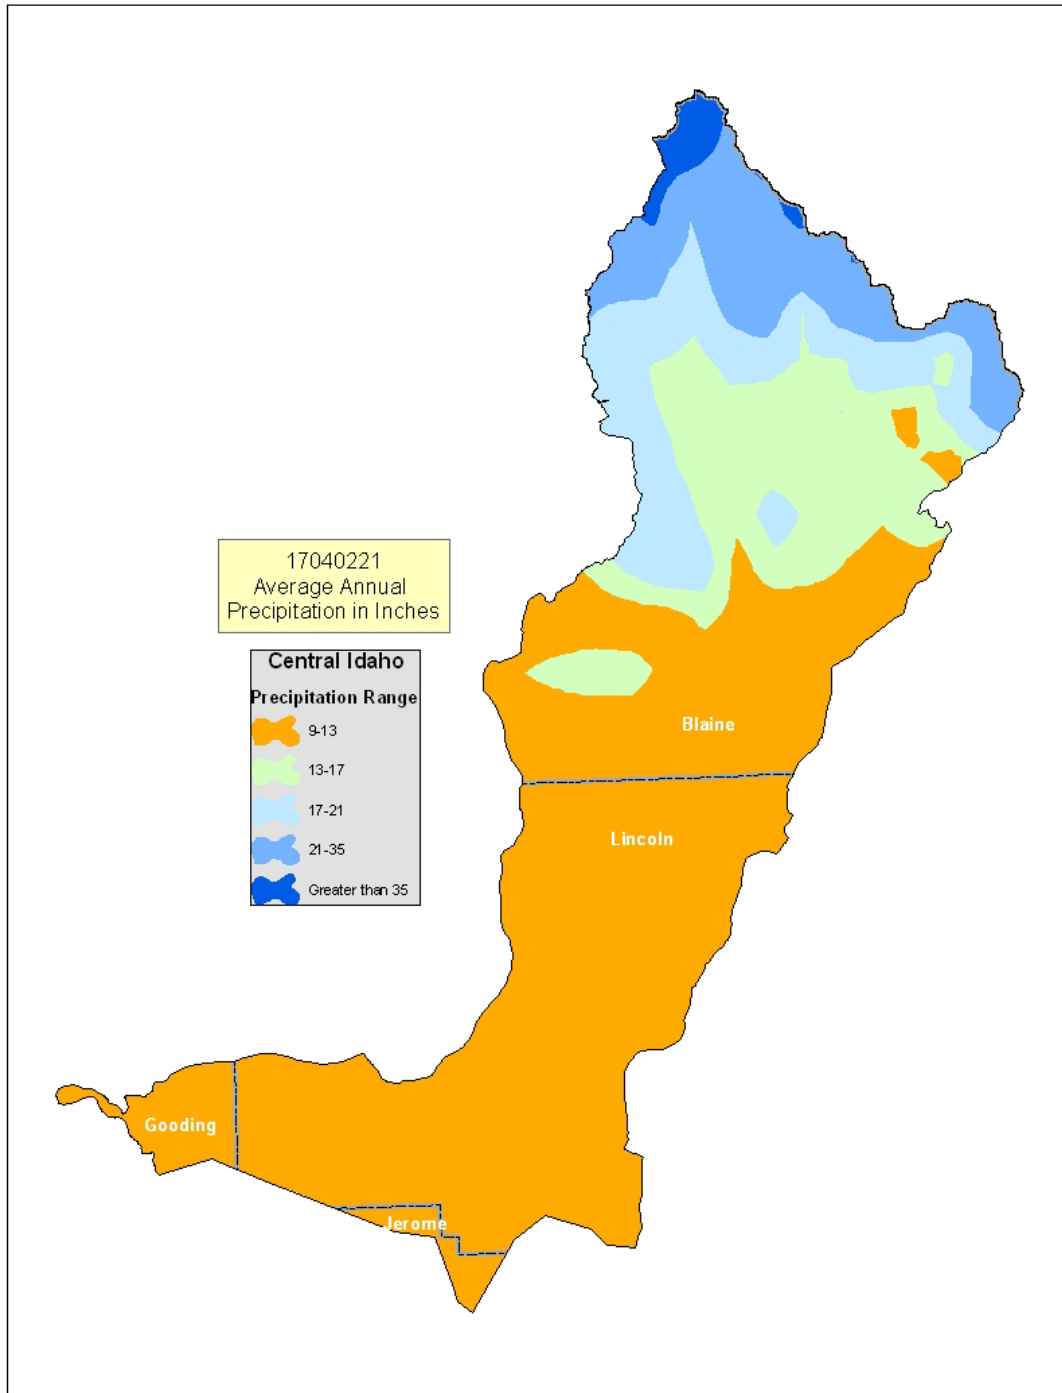 17040221
Average Annual
Precipitation in Inches
Central Idaho
Precipitation Range
9-13
13-17
17-21
21-35
Greater than 35
Blaine
Lincoln
Gooding
Jerome